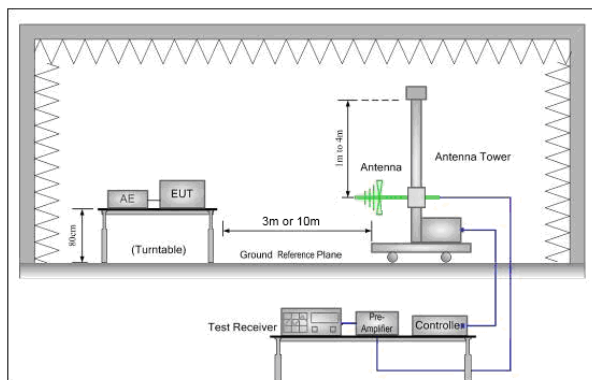 1m to 4m
Antenna
Antenna Tower
AE
EUT
3m or 10m
80cm
(Turntable)
Ground Reference Plane
Test Receiver
Pre-
Amplifier
Controller